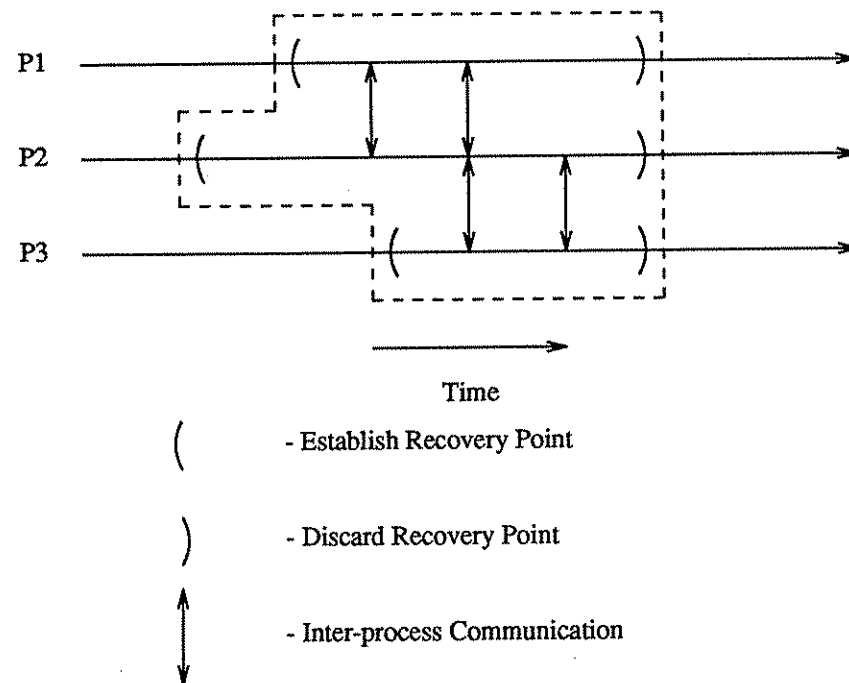 P1
P2
P3
Time
( - Establish Recovery Point
) - Discard Recovery Point
- Inter-process Communication